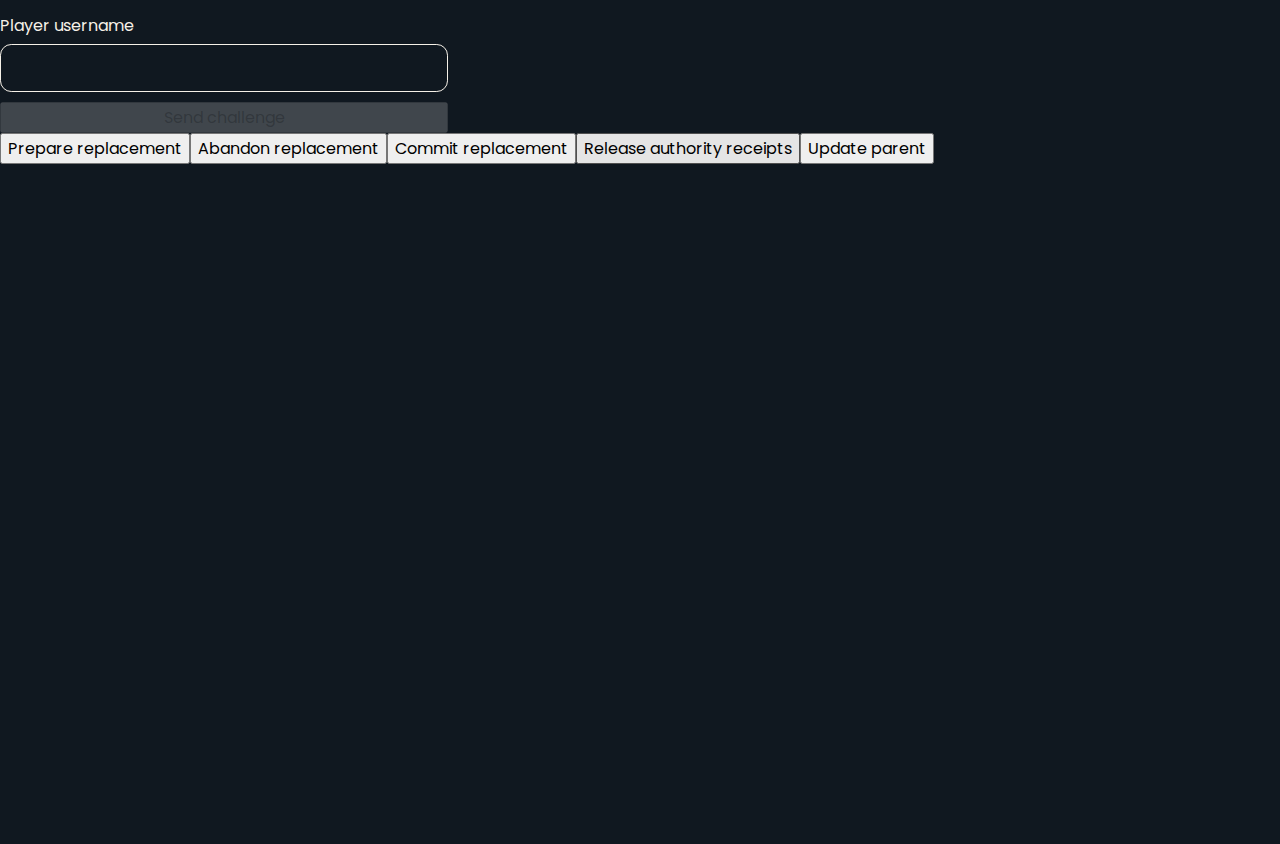 Player username
Send challenge
Prepare replacement Abandon replacement Commit replacement Release authority receipts Update parent